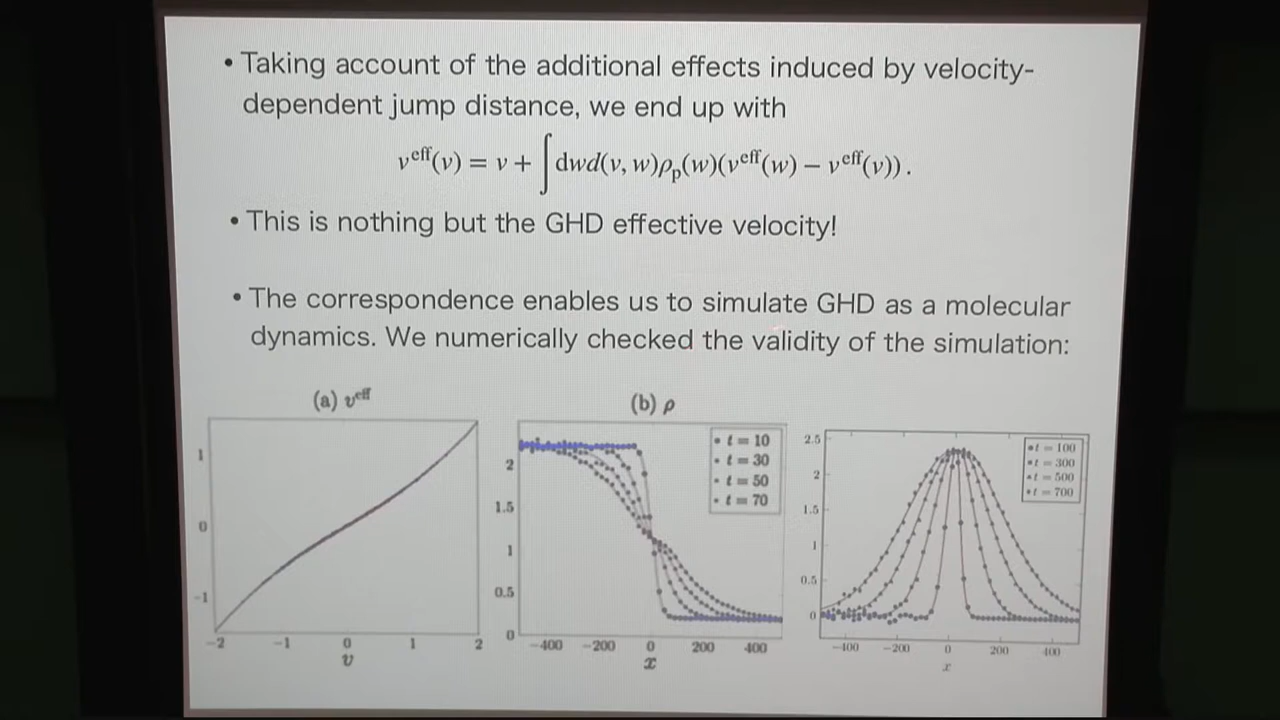 • Taking account of the additional effects induced by velocity-
dependent jump distance, we end up with
v^eff(v) = v + ∫ dwd(v, w)ρ_p(w)(v^eff(w) − v^eff(v)) .
• This is nothing but the GHD effective velocity!
• The correspondence enables us to simulate GHD as a molecular
dynamics. We numerically checked the validity of the simulation:
(a) v^eff
1
0
−1
−2 −1 0 1 2
v
(b) ρ
2
1.5
1
0.5
0
• t = 10
• t = 30
• t = 50
• t = 70
−400 −200 0 200 400
x
2.5
2
1.5
1
0.5
0
• t = 100
• t = 300
• t = 500
• t = 700
−400 −200 0 200 400
x